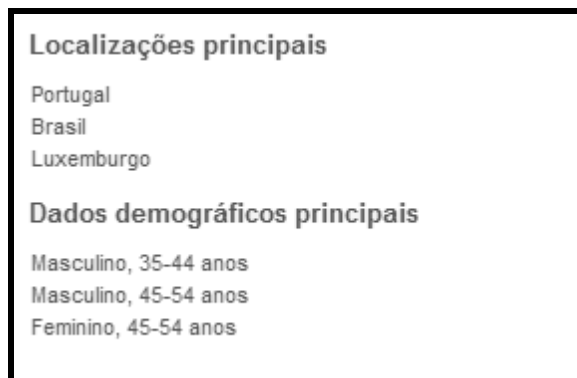 Localizações principais
Portugal
Brasil
Luxemburgo
Dados demográficos principais
Masculino, 35-44 anos
Masculino, 45-54 anos
Feminino, 45-54 anos